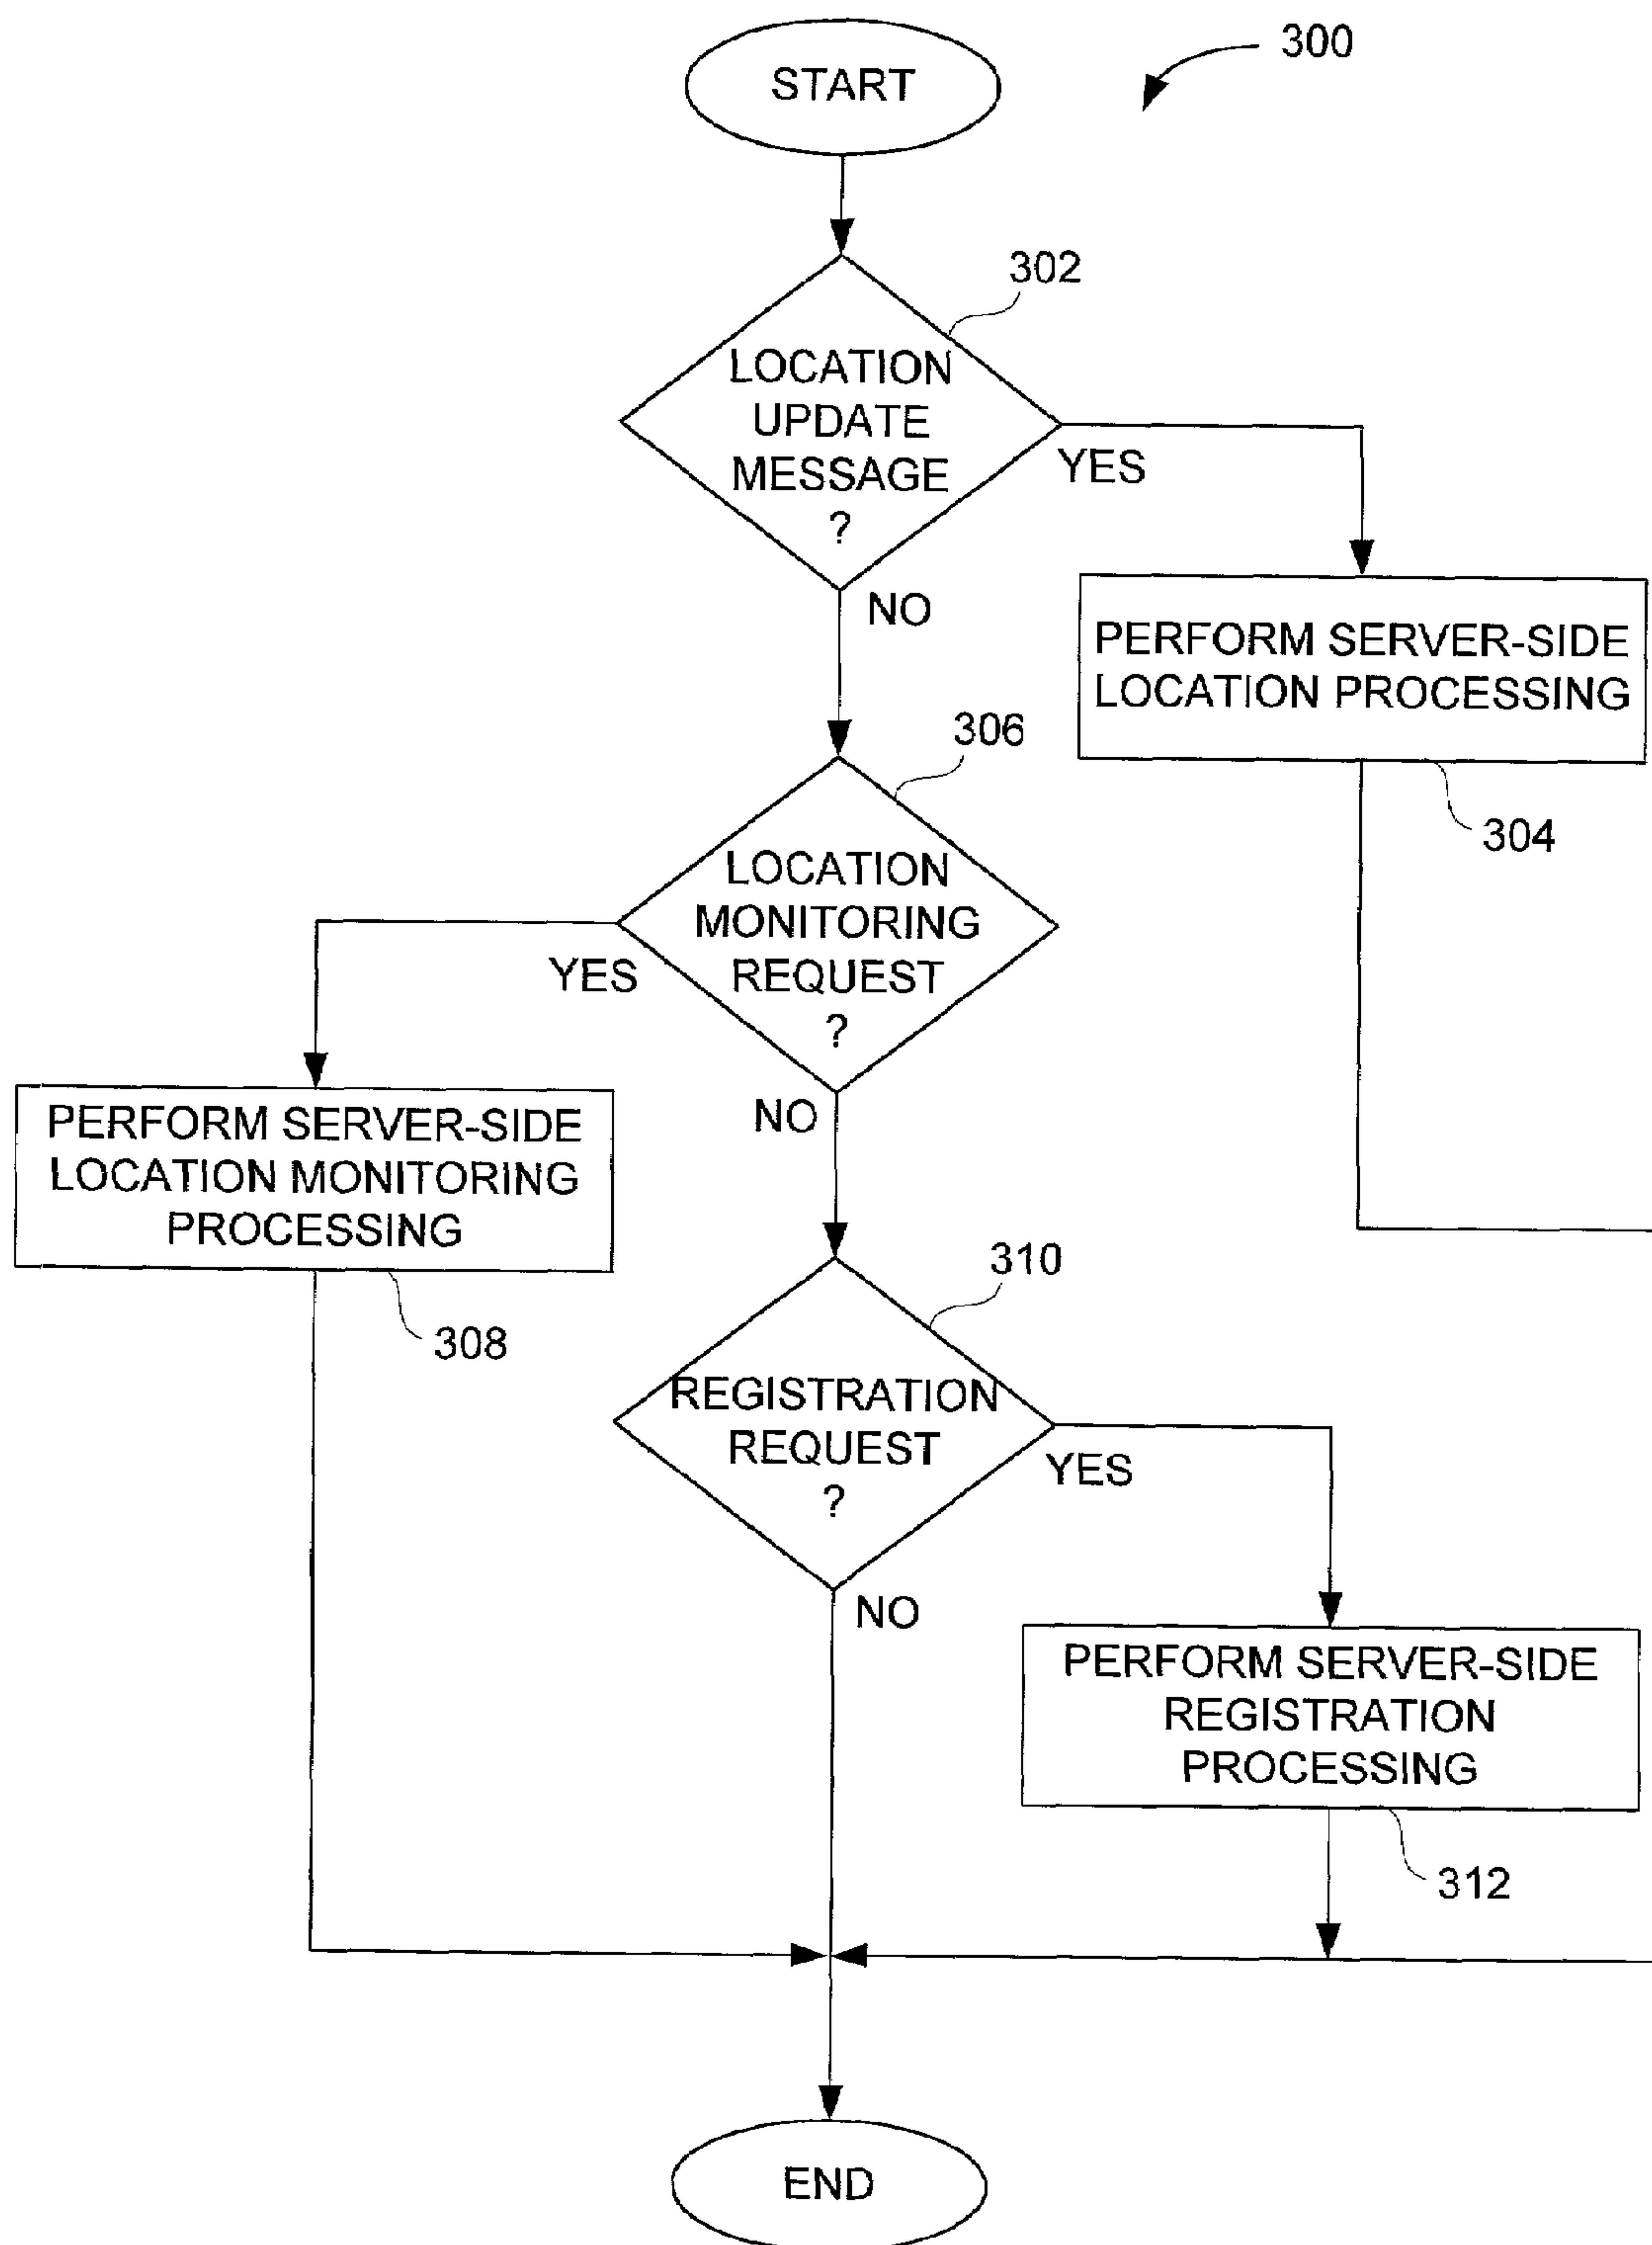 START
300
302
LOCATION
UPDATE
MESSAGE
?
YES
NO
PERFORM SERVER-SIDE
LOCATION PROCESSING
304
306
LOCATION
MONITORING
REQUEST
?
YES
NO
PERFORM SERVER-SIDE
LOCATION MONITORING
PROCESSING
308
310
REGISTRATION
REQUEST
?
YES
NO
PERFORM SERVER-SIDE
REGISTRATION
PROCESSING
312
END